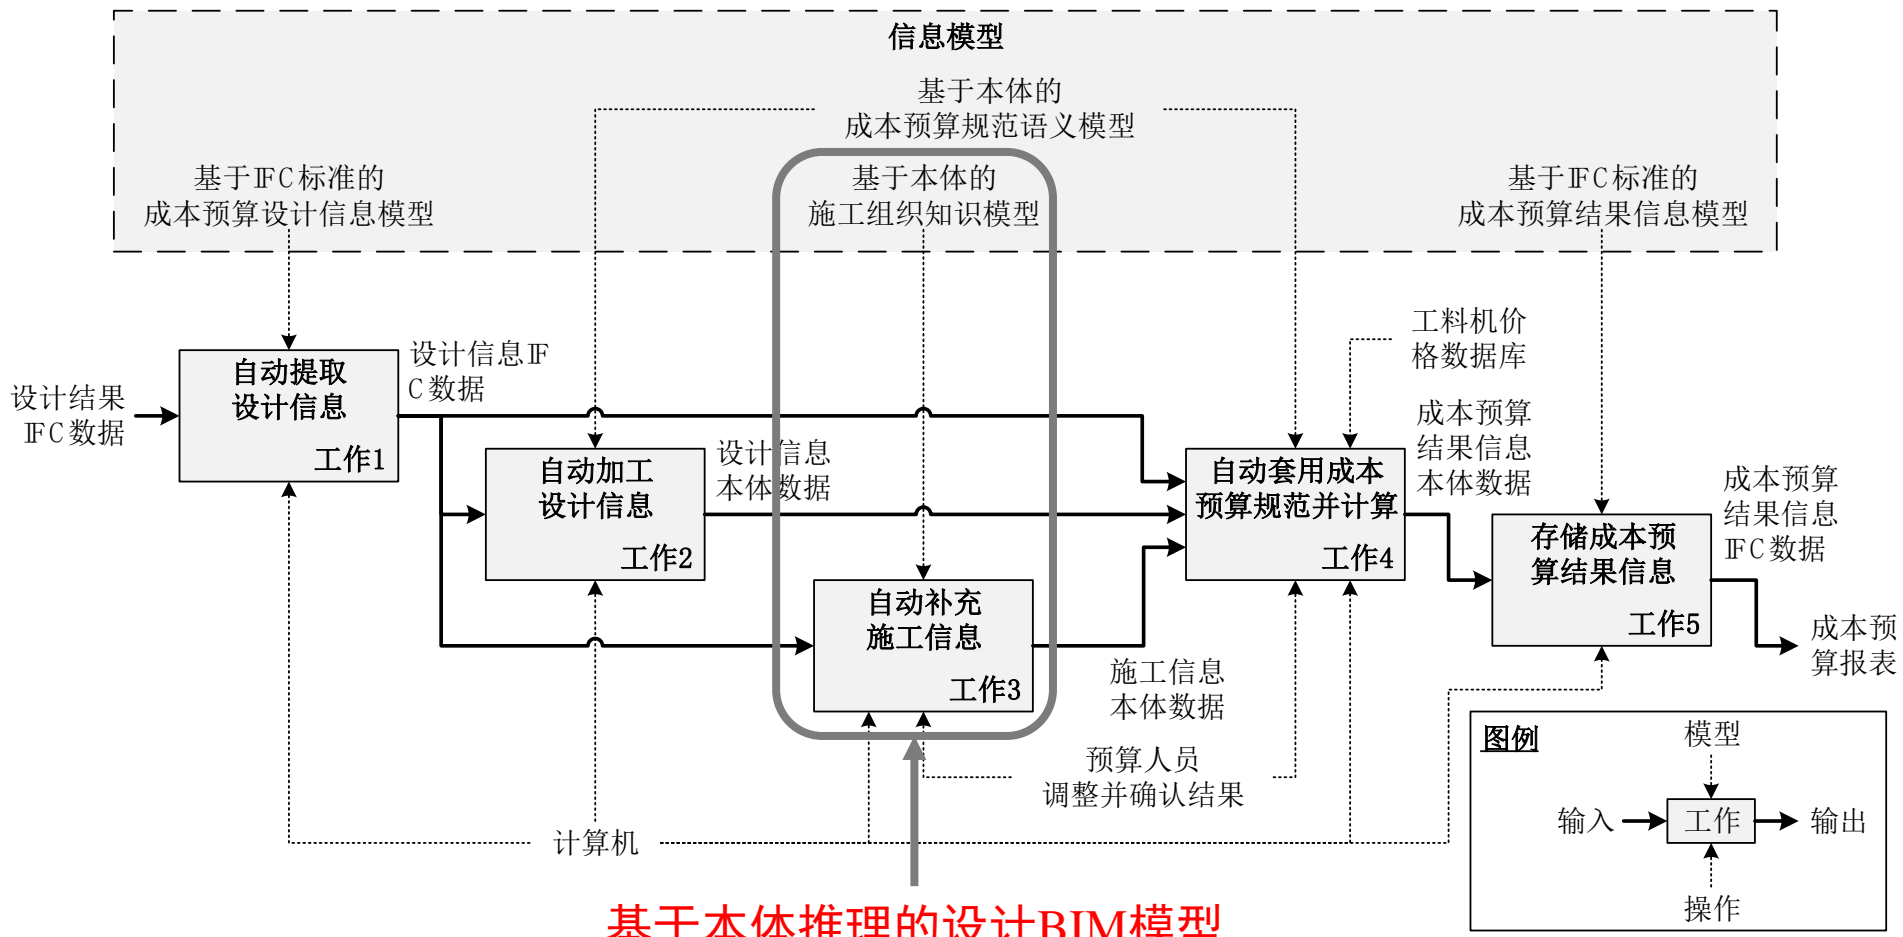 信息模型
基于本体的
成本预算规范语义模型
基于IFC标准的
成本预算设计信息模型
基于本体的
施工组织知识模型
基于IFC标准的
成本预算结果信息模型
工料机价
格数据库
设计结果
IFC数据
自动提取
设计信息
工作1
设计信息IF
C数据
自动加工
设计信息
工作2
设计信息
本体数据
自动补充
施工信息
工作3
施工信息
本体数据
自动套用成本
预算规范并计算
工作4
成本预算
结果信息
本体数据
存储成本预
算结果信息
工作5
成本预算
结果信息
IFC数据
成本预
算报表
预算人员
调整并确认结果
计算机
基于本体推理的设计BIM模型
图例
模型
输入
工作
输出
操作